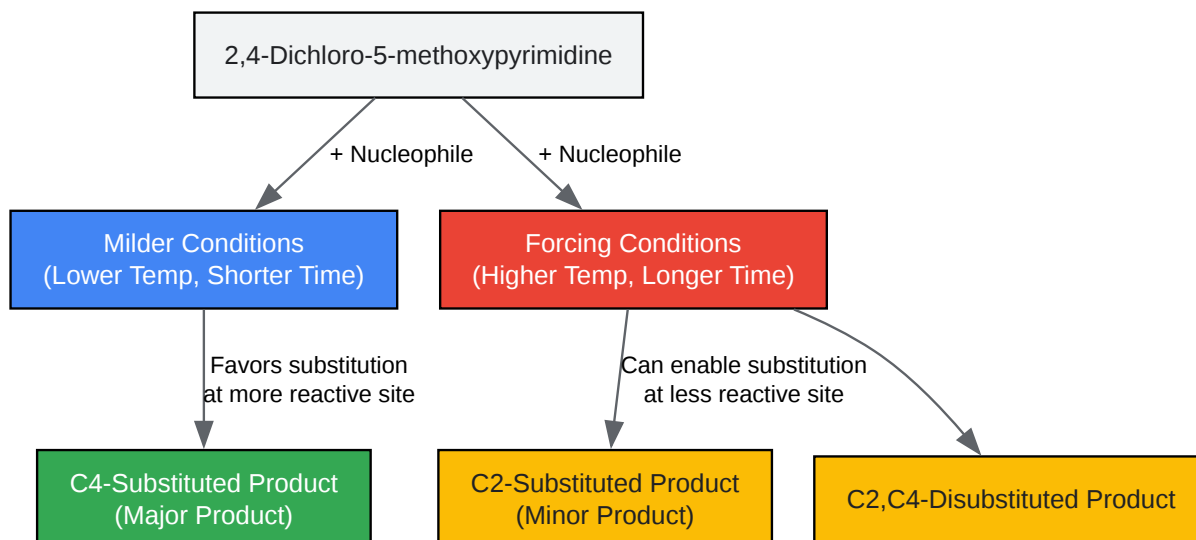 2,4-Dichloro-5-methoxypyrimidine
+ Nucleophile
+ Nucleophile
Milder Conditions
(Lower Temp, Shorter Time)
Forcing Conditions
(Higher Temp, Longer Time)
Favors substitution
at more reactive site
Can enable substitution
at less reactive site
C4-Substituted Product
(Major Product)
C2-Substituted Product
(Minor Product)
C2,C4-Disubstituted Product